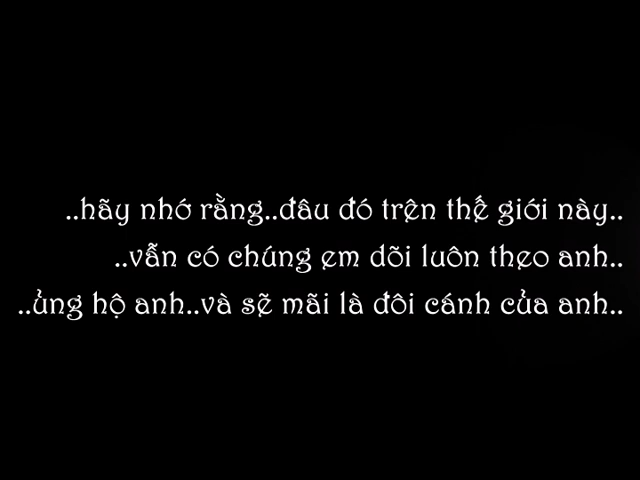 ..hãy nhớ rằng..đâu đó trên thế giới này..
..vẫn có chúng em dõi luôn theo anh..
..ủng hộ anh..và sẽ mãi là đôi cánh của anh..